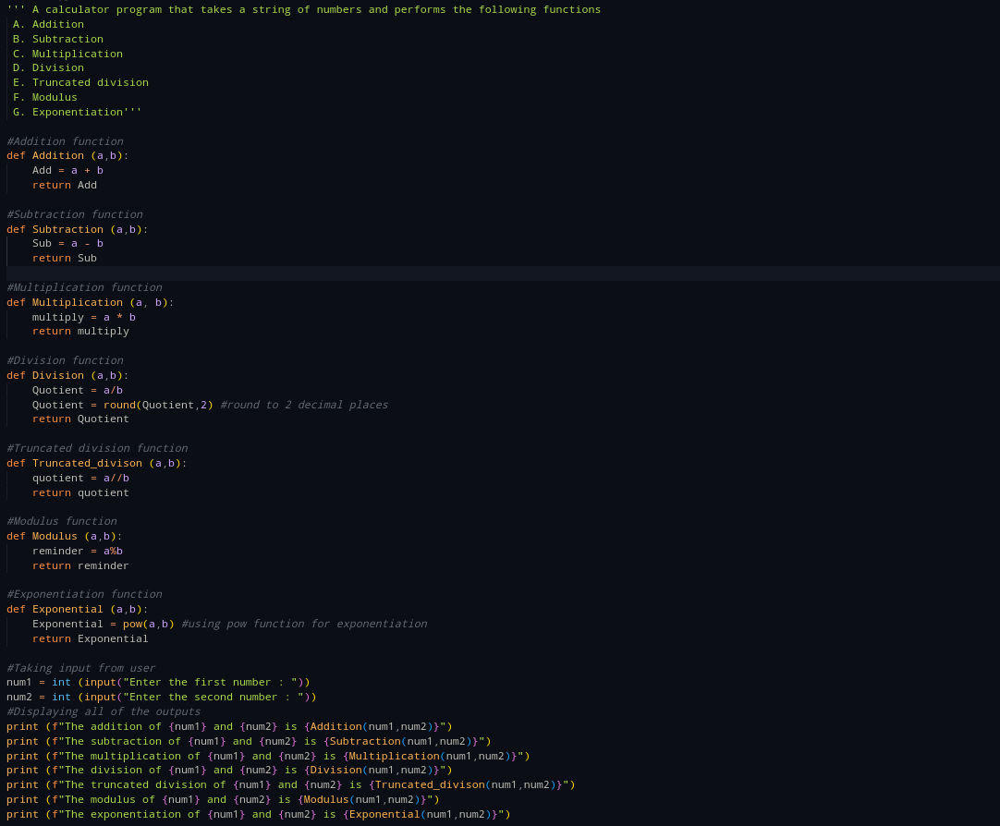 ''' A calculator program that takes a string of numbers and performs the following functions
 A. Addition
 B. Subtraction
 C. Multiplication
 D. Division
 E. Truncated division
 F. Modulus
 G. Exponentiation'''
#Addition function
def Addition (a,b):
    Add = a + b
    return Add
#Subtraction function
def Subtraction (a,b):
    Sub = a - b
    return Sub
#Multiplication function
def Multiplication (a, b):
    multiply = a * b
    return multiply
#Division function
def Division (a,b):
    Quotient = a/b
    Quotient = round(Quotient,2) #round to 2 decimal places
    return Quotient
#Truncated division function
def Truncated_divison (a,b):
    quotient = a//b
    return quotient
#Modulus function
def Modulus (a,b):
    reminder = a%b
    return reminder
#Exponentiation function
def Exponential (a,b):
    Exponential = pow(a,b) #using pow function for exponentiation
    return Exponential
#Taking input from user
num1 = int (input("Enter the first number : "))
num2 = int (input("Enter the second number : "))
#Displaying all of the outputs
print (f"The addition of {num1} and {num2} is {Addition(num1,num2)}")
print (f"The subtraction of {num1} and {num2} is {Subtraction(num1,num2)}")
print (f"The multiplication of {num1} and {num2} is {Multiplication(num1,num2)}")
print (f"The division of {num1} and {num2} is {Division(num1,num2)}")
print (f"The truncated division of {num1} and {num2} is {Truncated_divison(num1,num2)}")
print (f"The modulus of {num1} and {num2} is {Modulus(num1,num2)}")
print (f"The exponentiation of {num1} and {num2} is {Exponential(num1,num2)}")